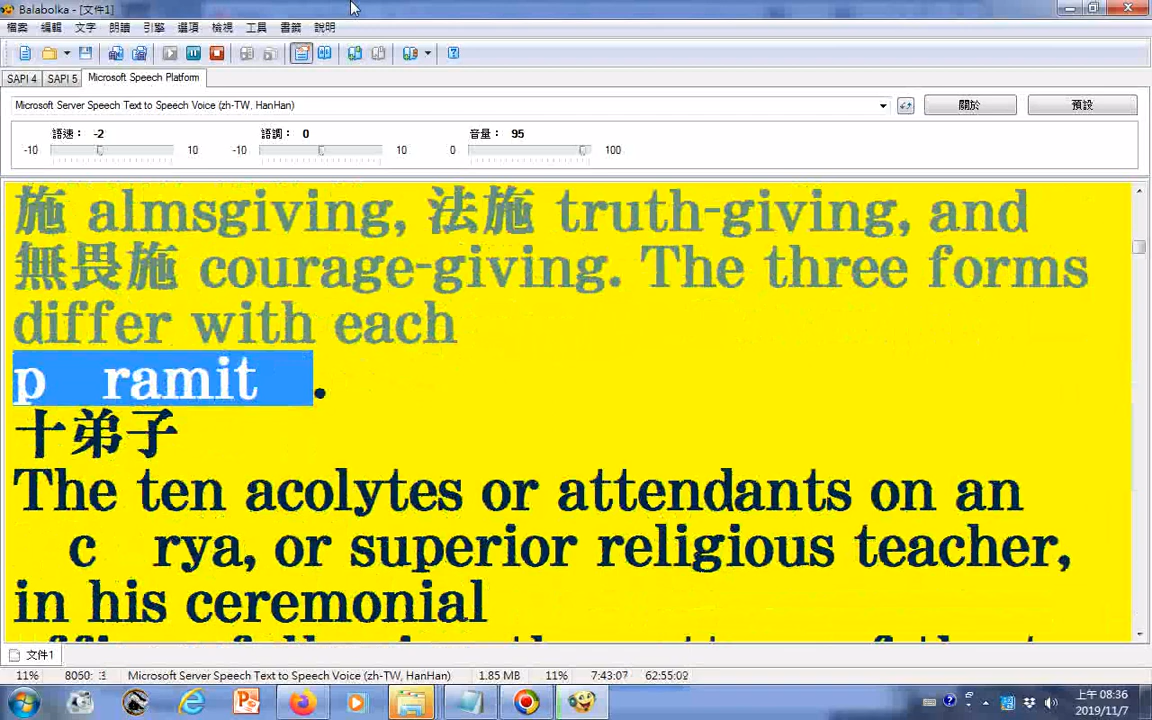 Balabolka - [文件1]
檔案 編輯 文字 朗讀 引擎 選項 檢視 工具 書籤 說明
SAPI 4 SAPI 5 Microsoft Speech Platform
Microsoft Server Speech Text to Speech Voice (zh-TW, HanHan) 關於 預設
語速： -2 語調： 0 音量： 95
-10 10 -10 10 0 100
施 almsgiving, 法施 truth-giving, and
無畏施 courage-giving. The three forms
differ with each
p ramit .
十弟子
The ten acolytes or attendants on an
c rya, or superior religious teacher,
in his ceremonial
文件1
11% 8050: Microsoft Server Speech Text to Speech Voice (zh-TW, HanHan) 1.85 MB 11% 7:43:07 62:55:02
上午 08:36
2019/11/7